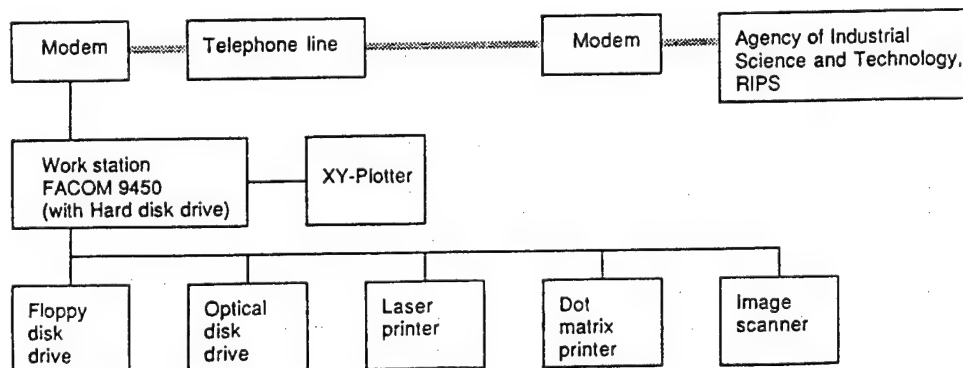 Modem
Telephone line
Modem
Agency of Industrial
Science and Technology,
RIPS
Work station
FACOM 9450
(with Hard disk drive)
XY-Plotter
Floppy
disk
drive
Optical
disk
drive
Laser
printer
Dot
matrix
printer
Image
scanner